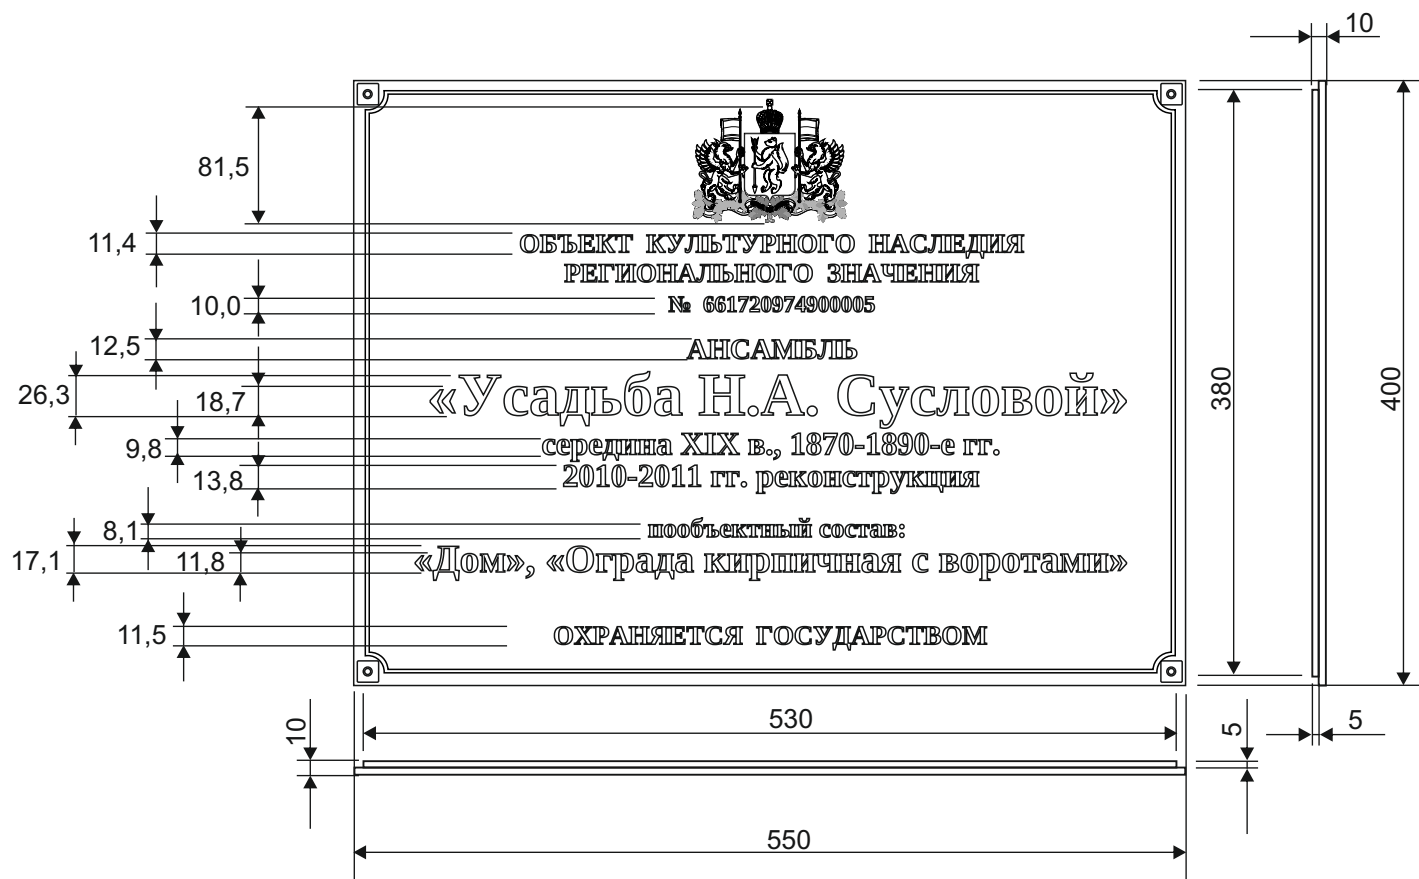 10
81,5
11,4
ОБЪЕКТ КУЛЬТУРНОГО НАСЛЕДИЯ
РЕГИОНАЛЬНОГО ЗНАЧЕНИЯ
10,0
№ 661720974900005
12,5
АНСАМБЛЬ
26,3
18,7
«Усадьба Н.А. Сусловой»
380
400
9,8
середина XIX в., 1870-1890-е гг.
13,8
2010-2011 гг. реконструкция
8,1
пообъектный состав:
17,1
11,8
«Дом», «Ограда кирпичная с воротами»
11,5
ОХРАНЯЕТСЯ ГОСУДАРСТВОМ
10
530
5
5
550